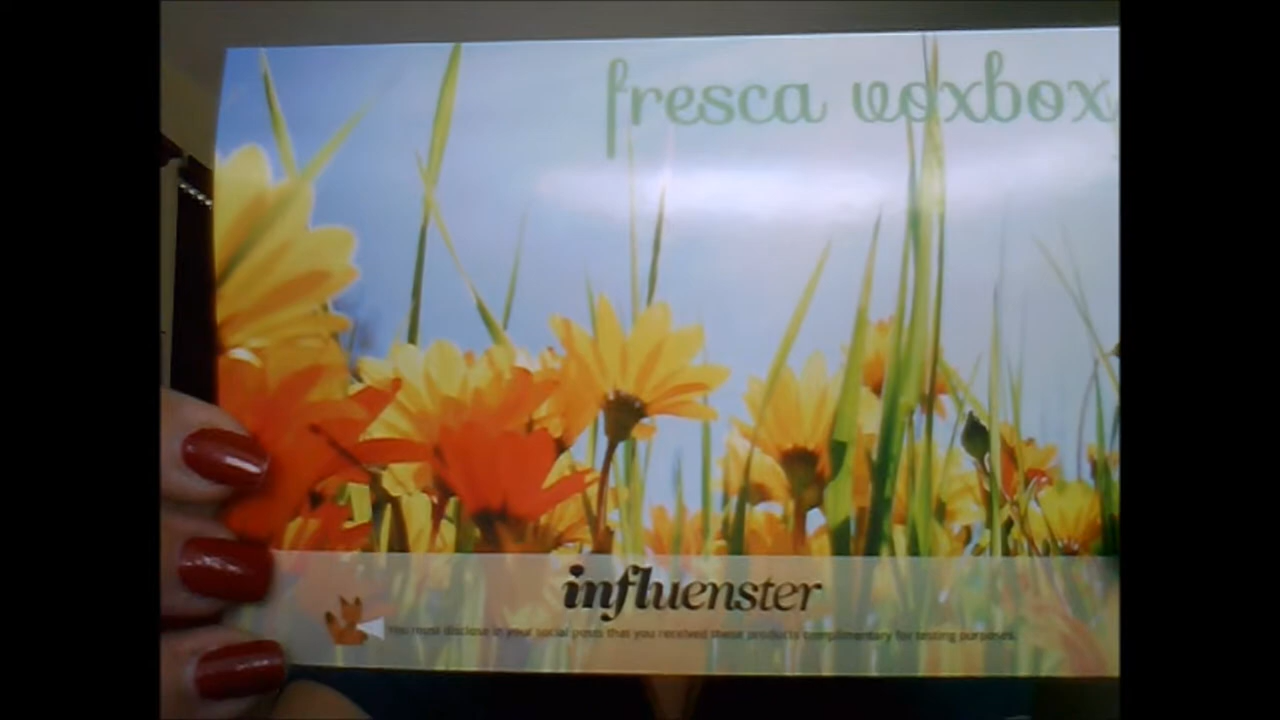 fresca voxbox
influenster
You must disclose in your social posts that you received these products complimentary for testing purposes.